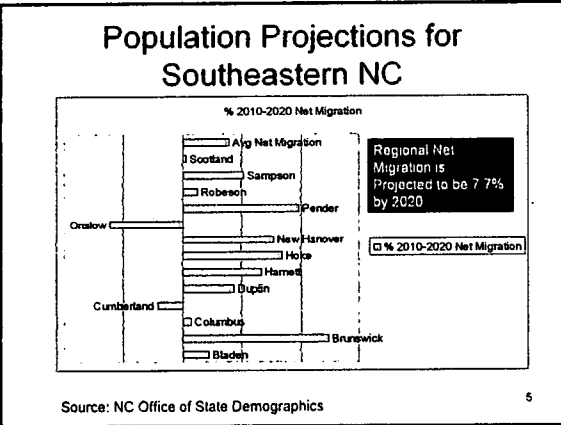 Population Projections for
Southeastern NC
% 2010-2020 Net Migration
Avg Net Migration
Scotland
Sampson
Robeson
Pender
Onslow
New Hanover
Hoke
Harnett
Duplin
Cumberland
Columbus
Brunswick
Bladen
Regional Net
Migration is
Projected to be 7 7%
by 2020
% 2010-2020 Net Migration
Source: NC Office of State Demographics
5